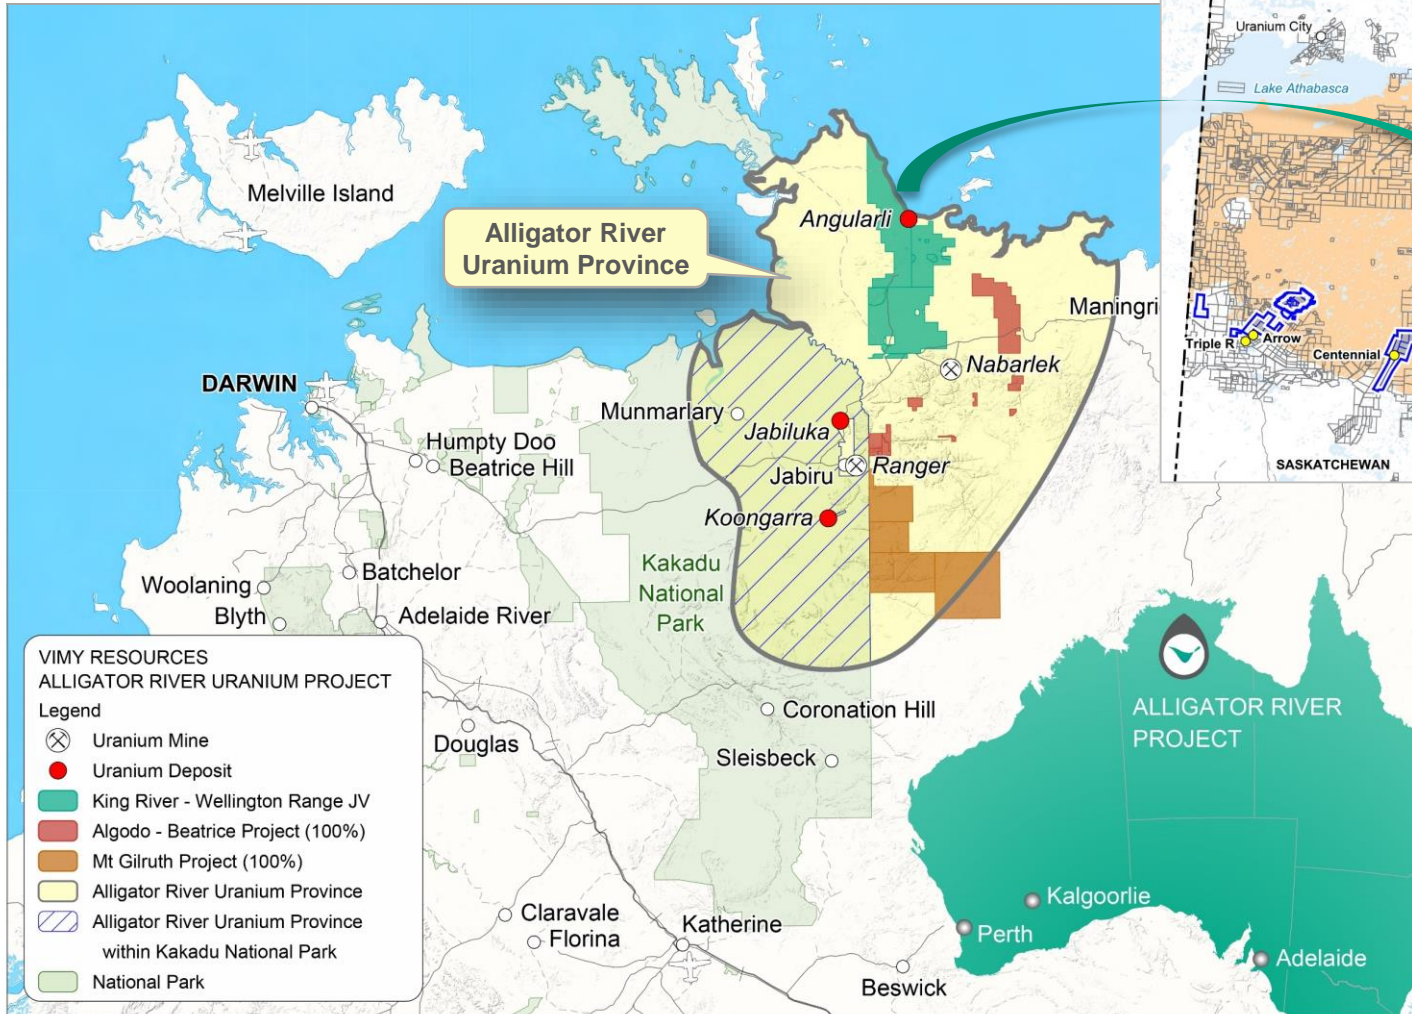 Uranium City
Lake Athabasca
Melville Island
Angularli
Alligator River
Uranium Province
Maningri
Triple R
Arrow
Centennial
Nabarlek
DARWIN
Munmarlary
Jabiluka
Humpty Doo
Beatrice Hill
Ranger
Jabiru
SASKATCHEWAN
Koongarra
Kakadu
National
Park
Batchelor
Woolaning
Blyth
Adelaide River
VIMY RESOURCES
ALLIGATOR RIVER URANIUM PROJECT
Legend
Uranium Mine
Uranium Deposit
King River - Wellington Range JV
Algodo - Beatrice Project (100%)
Mt Gilruth Project (100%)
Alligator River Uranium Province
Alligator River Uranium Province
within Kakadu National Park
National Park
Coronation Hill
Douglas
Sleisbeck
ALLIGATOR RIVER
PROJECT
Kalgoorlie
Perth
Adelaide
Claravale
Florina
Katherine
Beswick